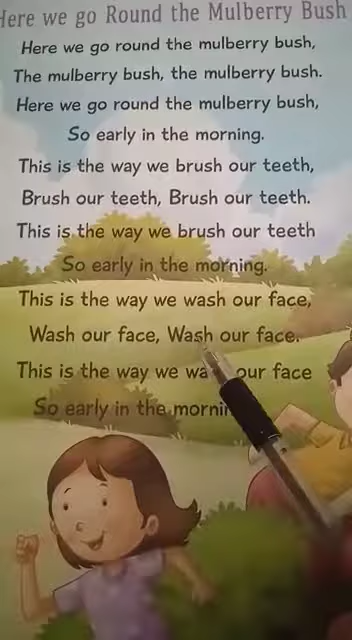 Here we go Round the Mulberry Bush
Here we go round the mulberry bush,
The mulberry bush, the mulberry bush.
Here we go round the mulberry bush,
So early in the morning.
This is the way we brush our teeth,
Brush our teeth, Brush our teeth.
This is the way we brush our teeth
So early in the morning.
This is the way we wash our face,
Wash our face, Wash our face.
This is the way we wa our face
So early in the mornin